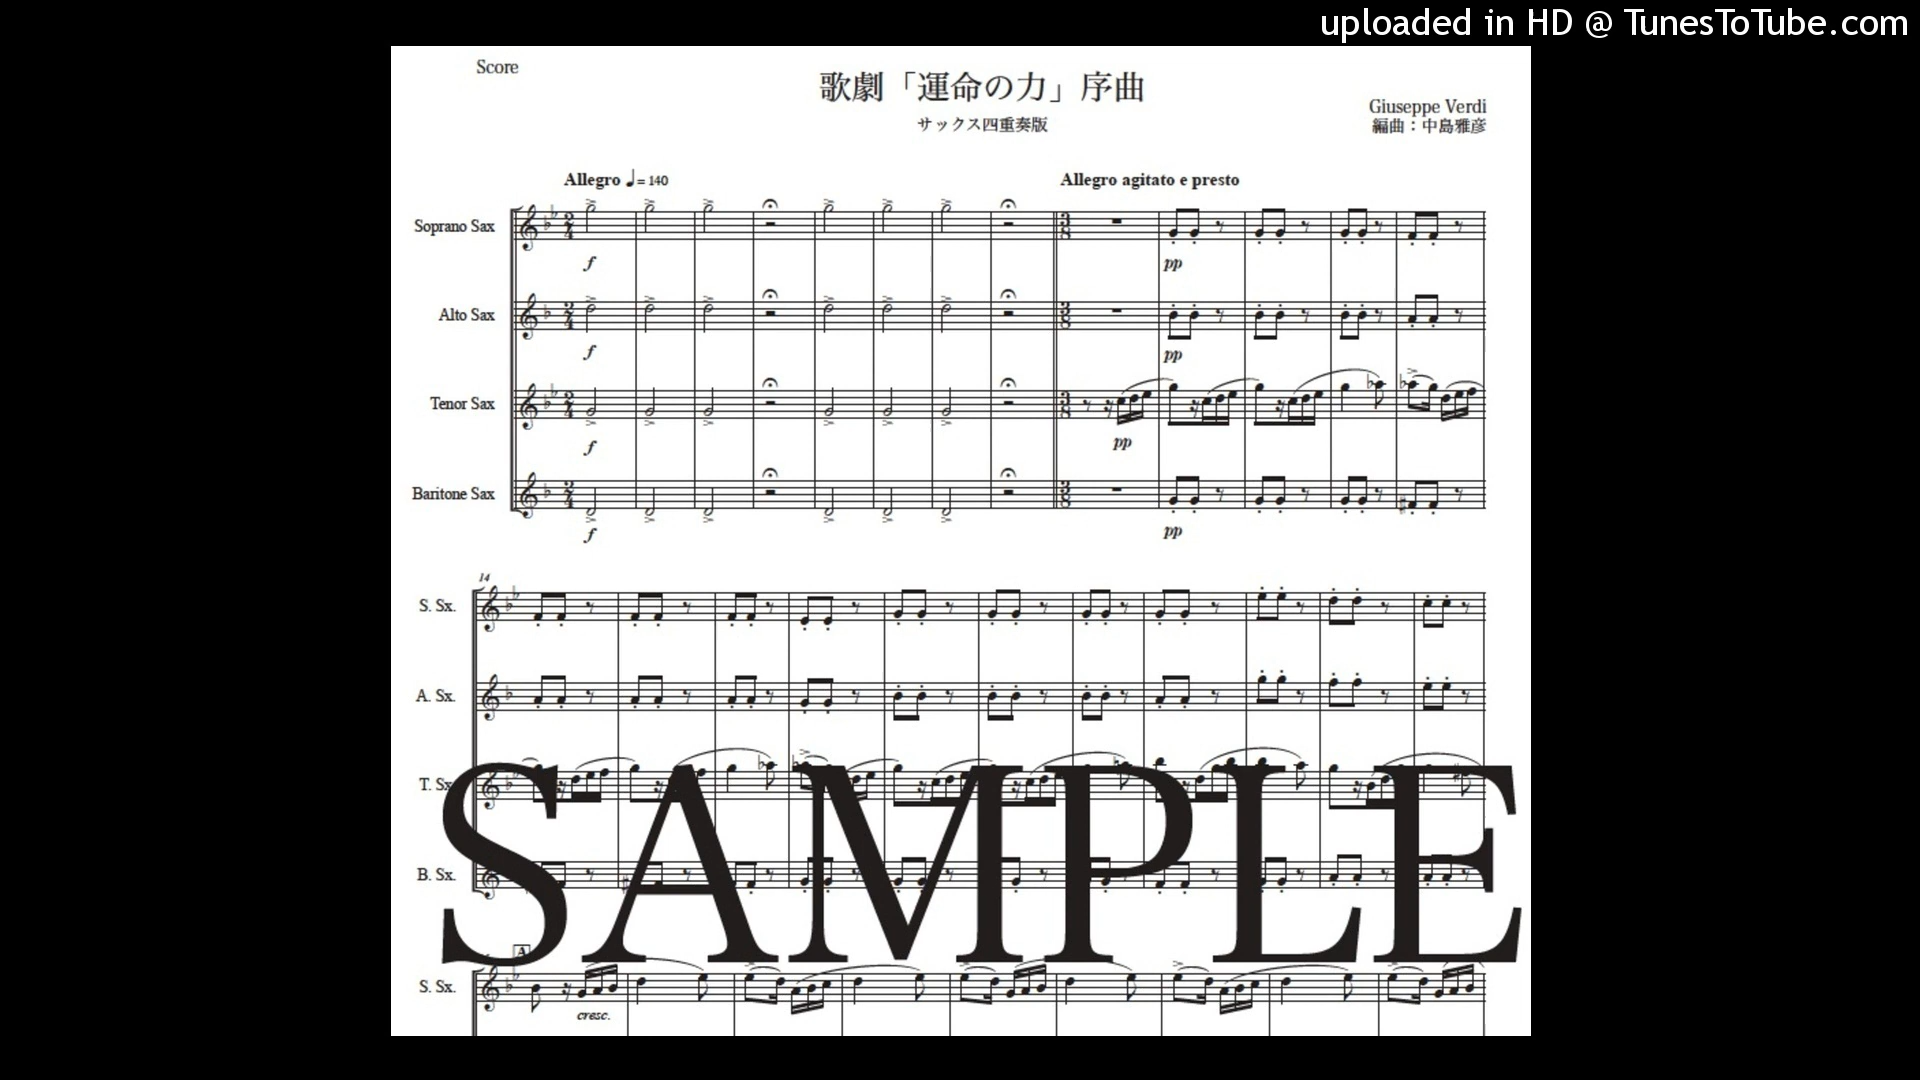 uploaded in HD @ TunesToTube.com
Score
歌劇「運命の力」序曲
サックス四重奏版
Giuseppe Verdi
編曲:中島雅彦
Allegro ♩= 140
Allegro agitato e presto
Soprano Sax
f
pp
Alto Sax
f
pp
Tenor Sax
f
pp
Baritone Sax
f
pp
14
S. Sx.
A. Sx.
T. Sx.
B. Sx.
SAMPLE
A
S. Sx.
cresc.